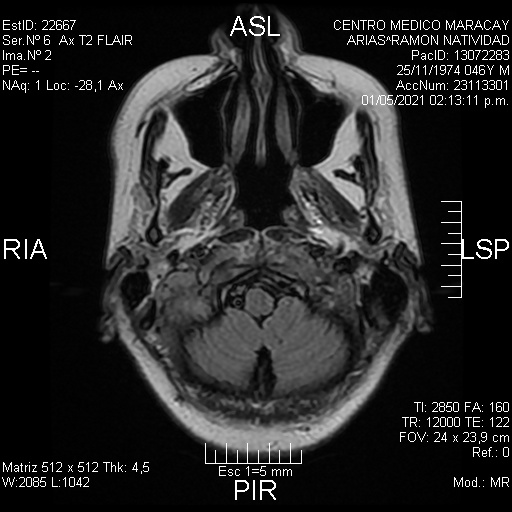 EstID: 22667
Ser.Nº 6 Ax T2 FLAIR
Ima.Nº 2
PE= --
NAq: 1 Loc: -28,1 Ax
ASL
CENTRO MEDICO MARACAY
ARIAS^RAMON NATIVIDAD
PacID: 13072283
25/11/1974 046Y M
AccNum: 23113301
01/05/2021 02:13:11 p.m.
RIA
LSP
TI: 2850 FA: 160
TR: 12000 TE: 122
FOV: 24 x 23,9 cm
Ref.: 0
Matriz 512 x 512 Thk: 4,5
W:2085 L:1042
Esc 1=5 mm
PIR
Mod.: MR